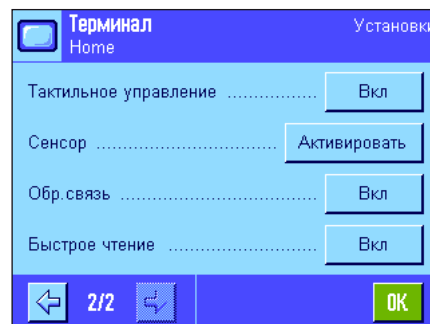 Терминал Установки
Home
Тактильное управление ................. Вкл
Сенсор ................................. Активировать
Обр.связь ..................................... Вкл
Быстрое чтение ............................ Вкл
2/2 OK